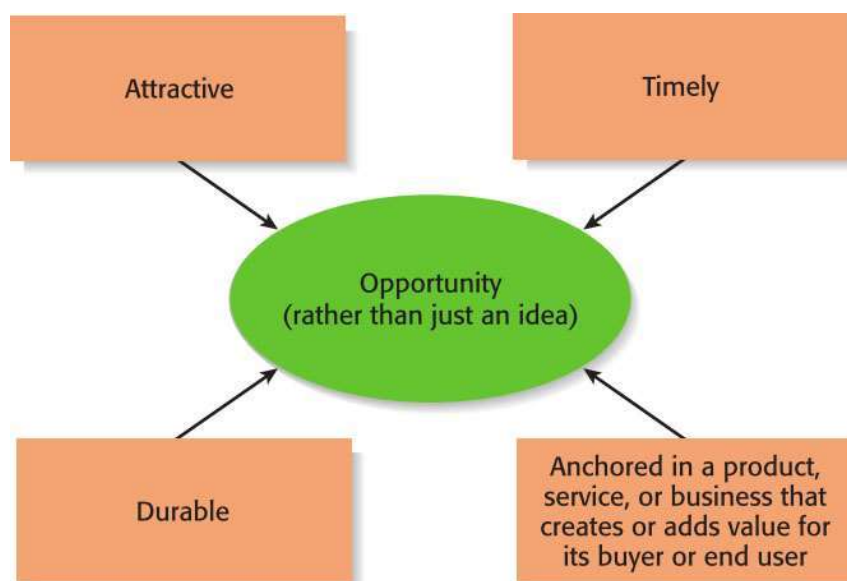 Attractive
Timely
Opportunity
(rather than just an idea)
Durable
Anchored in a product,
service, or business that
creates or adds value for
its buyer or end user